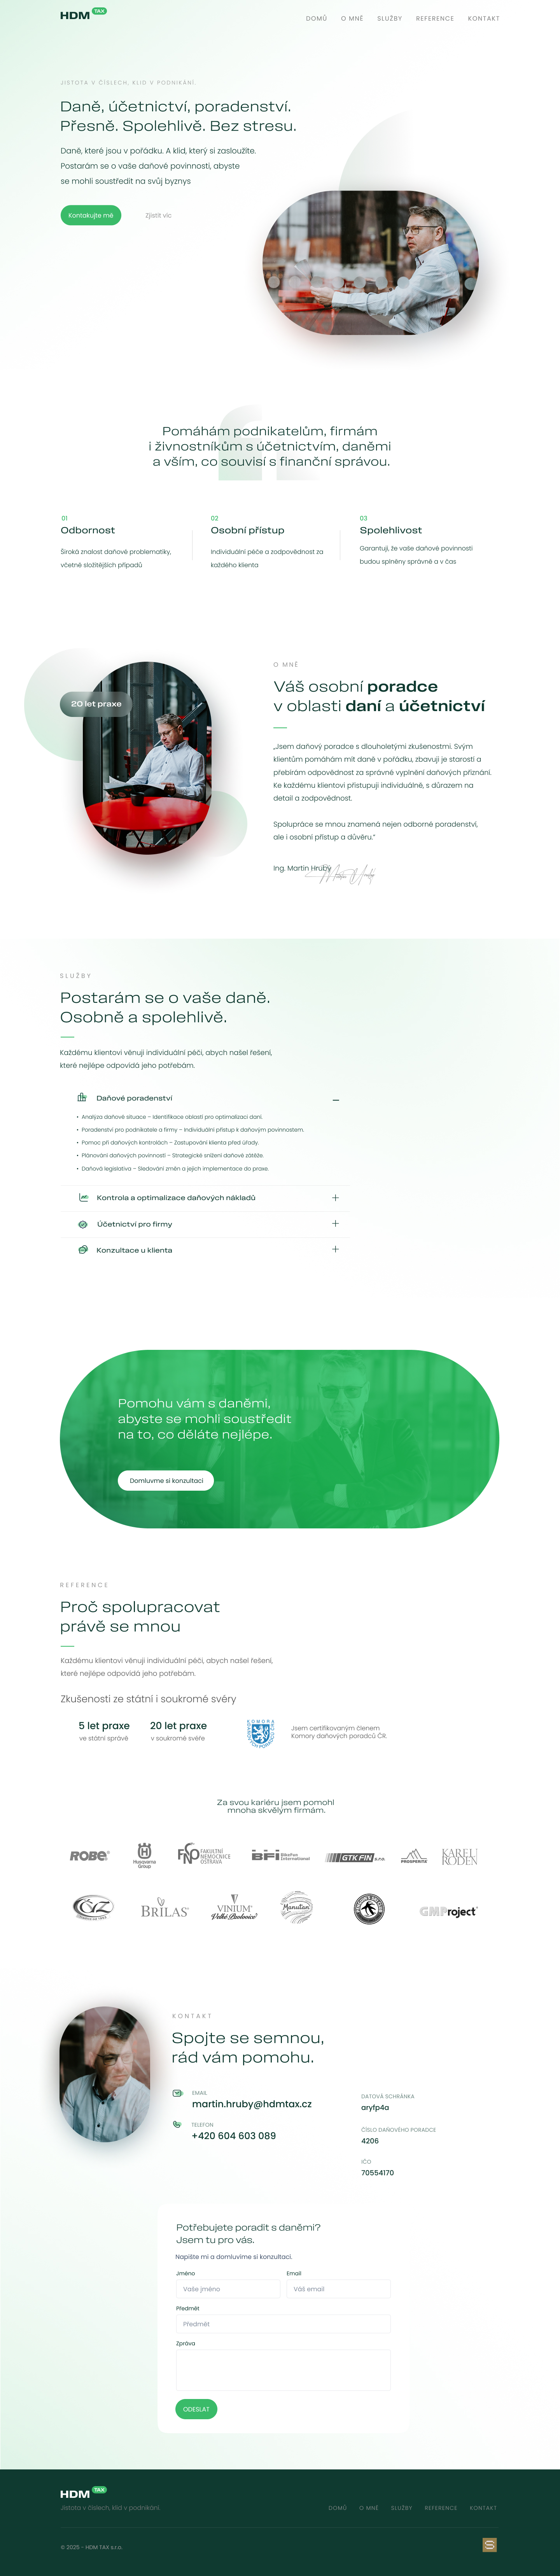 HDM TAX
DOMŮ O MNĚ SLUŽBY REFERENCE KONTAKT
JISTOTA V ČÍSLECH, KLID V PODNIKÁNÍ.
Daně, účetnictví, poradenství.
Přesně. Spolehlivě. Bez stresu.
Daně, které jsou v pořádku. A klid, který si zasloužíte.
Postarám se o vaše daňové povinnosti, abyste
se mohli soustředit na svůj byznys
Kontakujte mě
Zjistit víc
Pomáhám podnikatelům, firmám
i živnostníkům s účetnictvím, daněmi
a vším, co souvisí s finanční správou.
01
Odbornost
Široká znalost daňové problematiky,
včetně složitějších případů
02
Osobní přístup
Individuální péče a zodpovědnost za
každého klienta
03
Spolehlivost
Garantuji, že vaše daňové povinnosti
budou splněny správně a v čas
20 let praxe
O MNĚ
Váš osobní poradce
v oblasti daní a účetnictví
„Jsem daňový poradce s dlouholetými zkušenostmi. Svým
klientům pomáhám mít daně v pořádku, zbavuji je starostí a
přebírám odpovědnost za správné vyplnění daňových přiznání.
Ke každému klientovi přistupuji individuálně, s důrazem na
detail a zodpovědnost.
Spolupráce se mnou znamená nejen odborné poradenství,
ale i osobní přístup a důvěru.“
Ing. Martin Hrubý
SLUŽBY
Postarám se o vaše daně.
Osobně a spolehlivě.
Každému klientovi věnuji individuální péči, abych našel řešení,
které nejlépe odpovídá jeho potřebám.
Daňové poradenství
• Analýza daňové situace – Identifikace oblastí pro optimalizaci daní.
• Poradenství pro podnikatele a firmy – Individuální přístup k daňovým povinnostem.
• Pomoc při daňových kontrolách – Zastupování klienta před úřady.
• Plánování daňových povinností – Strategické snížení daňové zátěže.
• Daňová legislativa – Sledování změn a jejich implementace do praxe.
Kontrola a optimalizace daňových nákladů
Účetnictví pro firmy
Konzultace u klienta
Pomohu vám s daněmi,
abyste se mohli soustředit
na to, co děláte nejlépe.
Domluvme si konzultaci
REFERENCE
Proč spolupracovat
právě se mnou
Každému klientovi věnuji individuální péči, abych našel řešení,
které nejlépe odpovídá jeho potřebám.
Zkušenosti ze státní i soukromé svéry
5 let praxe
ve státní správě
20 let praxe
v soukromé sféře
Jsem certifikovaným členem
Komory daňových poradců ČR.
Za svou kariéru jsem pomohl
mnoha skvělým firmám.
ROBE
H
Husqvarna
Group
FNO FAKULTNÍ
NEMOCNICE
OSTRAVA
BFI BikeFun
International
GTK FIN s.r.o.
PROSPERITA
KAREL
RODEN
ČGZ
BRILAS
VINIUM
Velké Pavlovice
Manutan
GMProject
KONTAKT
Spojte se semnou,
rád vám pomohu.
EMAIL
martin.hruby@hdmtax.cz
TELEFON
+420 604 603 089
DATOVÁ SCHRÁNKA
aryfp4a
ČÍSLO DAŇOVÉHO PORADCE
4206
IČO
70554170
Potřebujete poradit s daněmi?
Jsem tu pro vás.
Napište mi a domluvíme si konzultaci.
Jméno
Email
Vaše jméno
Váš email
Předmět
Předmět
Zpráva
ODESLAT
HDM TAX
Jistota v číslech, klid v podnikání
DOMŮ O MNĚ SLUŽBY REFERENCE KONTAKT
© 2025 - HDM TAX s.r.o.
S